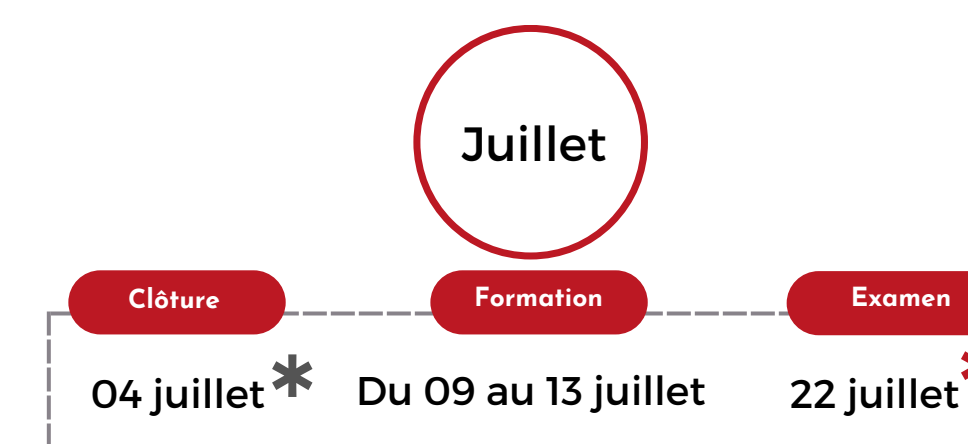 Juillet
Clôture
Formation
Examen
04 juillet*
Du 09 au 13 juillet
22 juillet*